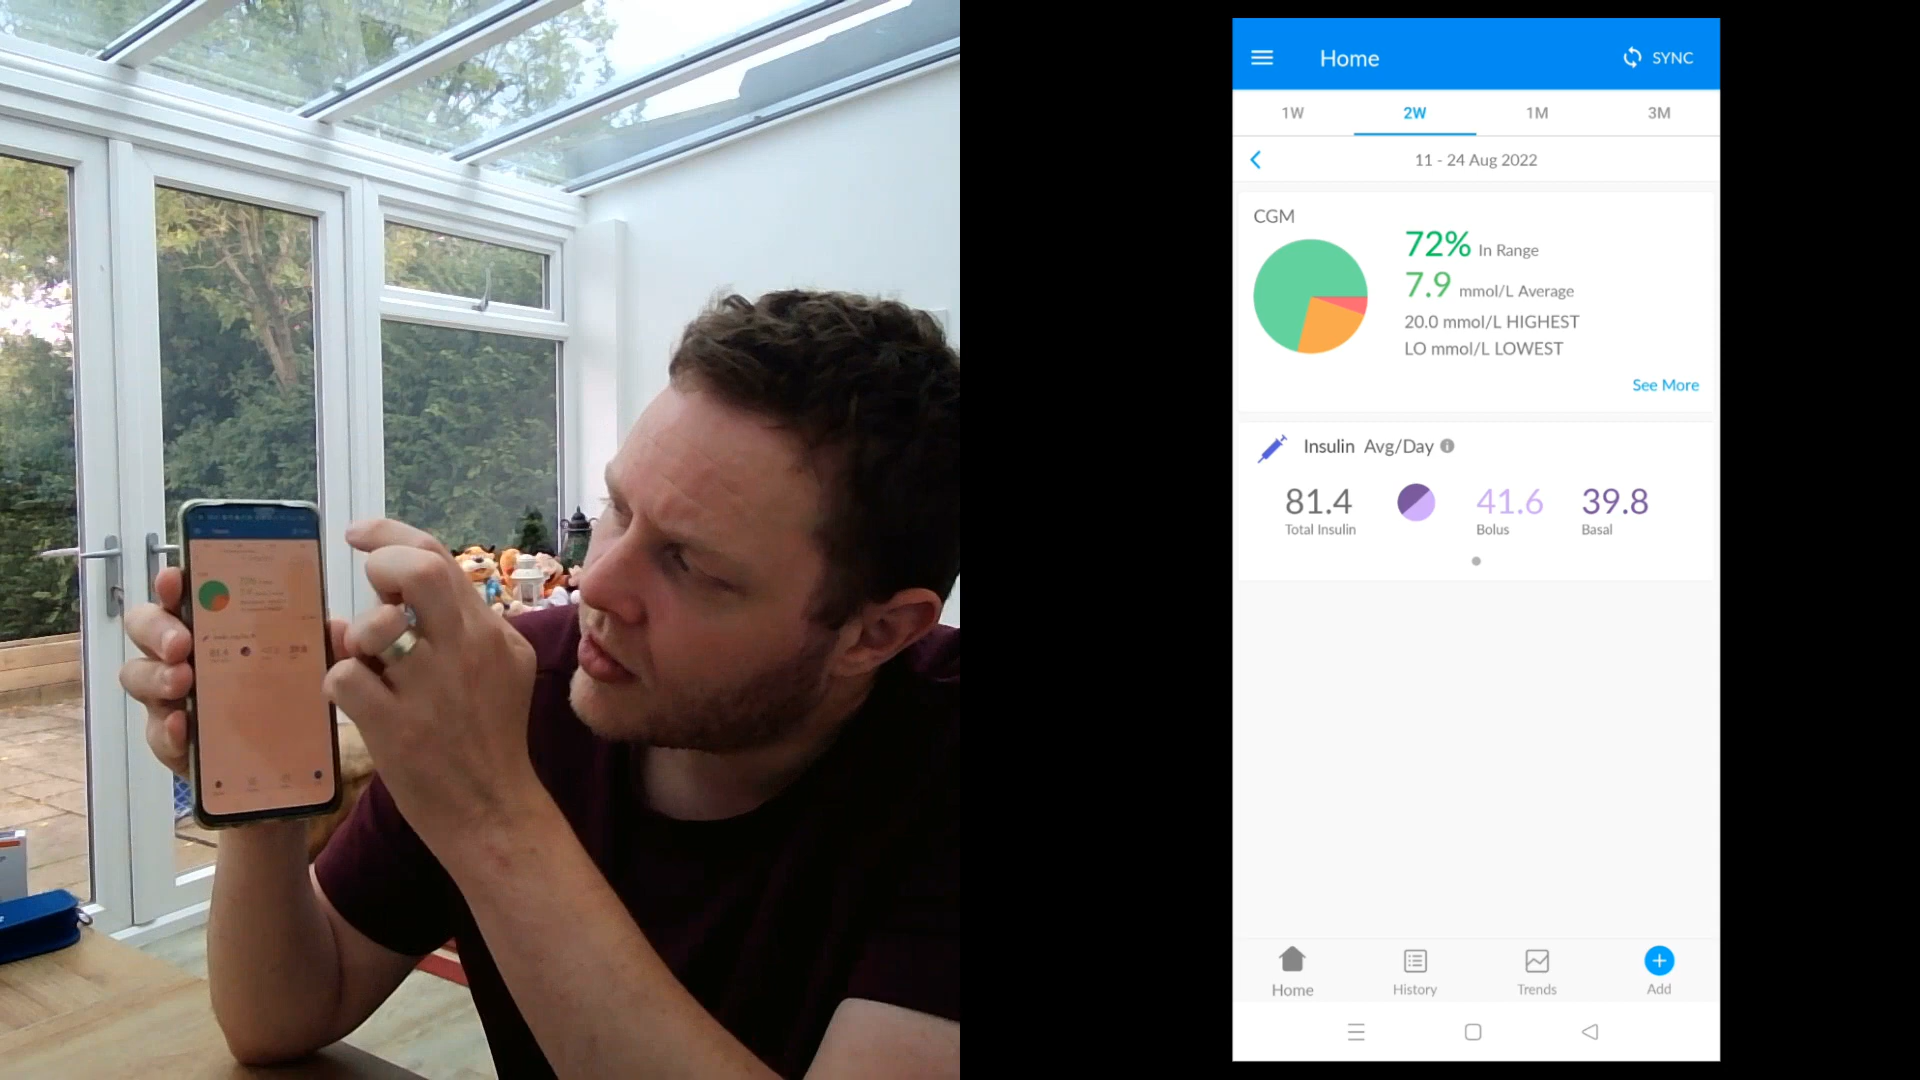 Home
SYNC
1W 2W 1M 3M
11 - 24 Aug 2022
CGM
72% In Range
7.9 mmol/L Average
20.0 mmol/L HIGHEST
LO mmol/L LOWEST
See More
Insulin Avg/Day
81.4 41.6 39.8
Total Insulin Bolus Basal
Home History Trends Add